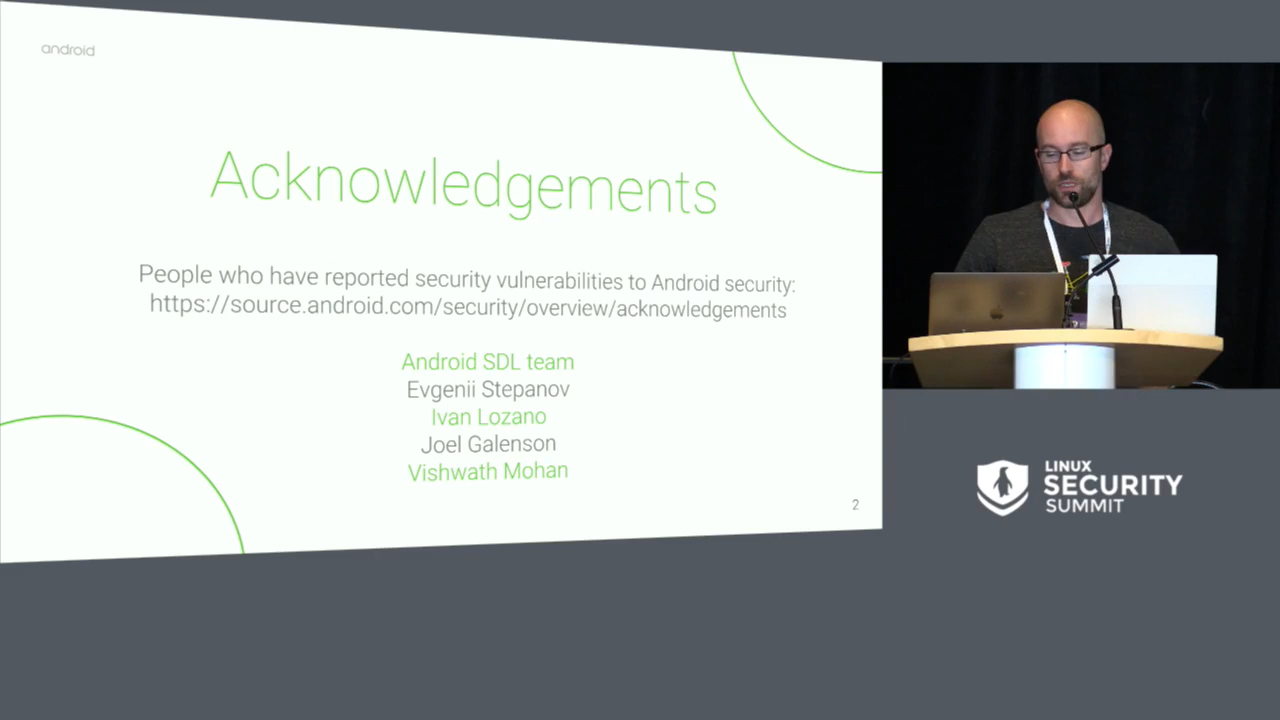 android
Acknowledgements
People who have reported security vulnerabilities to Android security:
https://source.android.com/security/overview/acknowledgements
Android SDL team
Evgenii Stepanov
Ivan Lozano
Joel Galenson
Vishwath Mohan
2
LINUX
SECURITY
SUMMIT